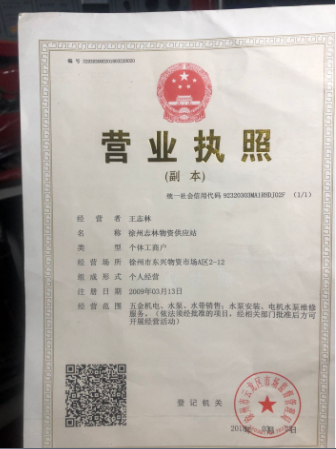 营业执照
(副 本)
统一社会信用代码 92320303MA1RHDJ02F (1/1)
经营者 王志林
名称 徐州志林物资供应站
类型 个体工商户
经营场所 徐州市东兴物资市场A区2-12
组成形式 个人经营
注册日期 2009年03月13日
经营范围 五金机电、水泵、水带销售；水泵安装、电机水泵维修
服务。（依法须经批准的项目，经相关部门批准后方可
开展经营活动）
登记机关